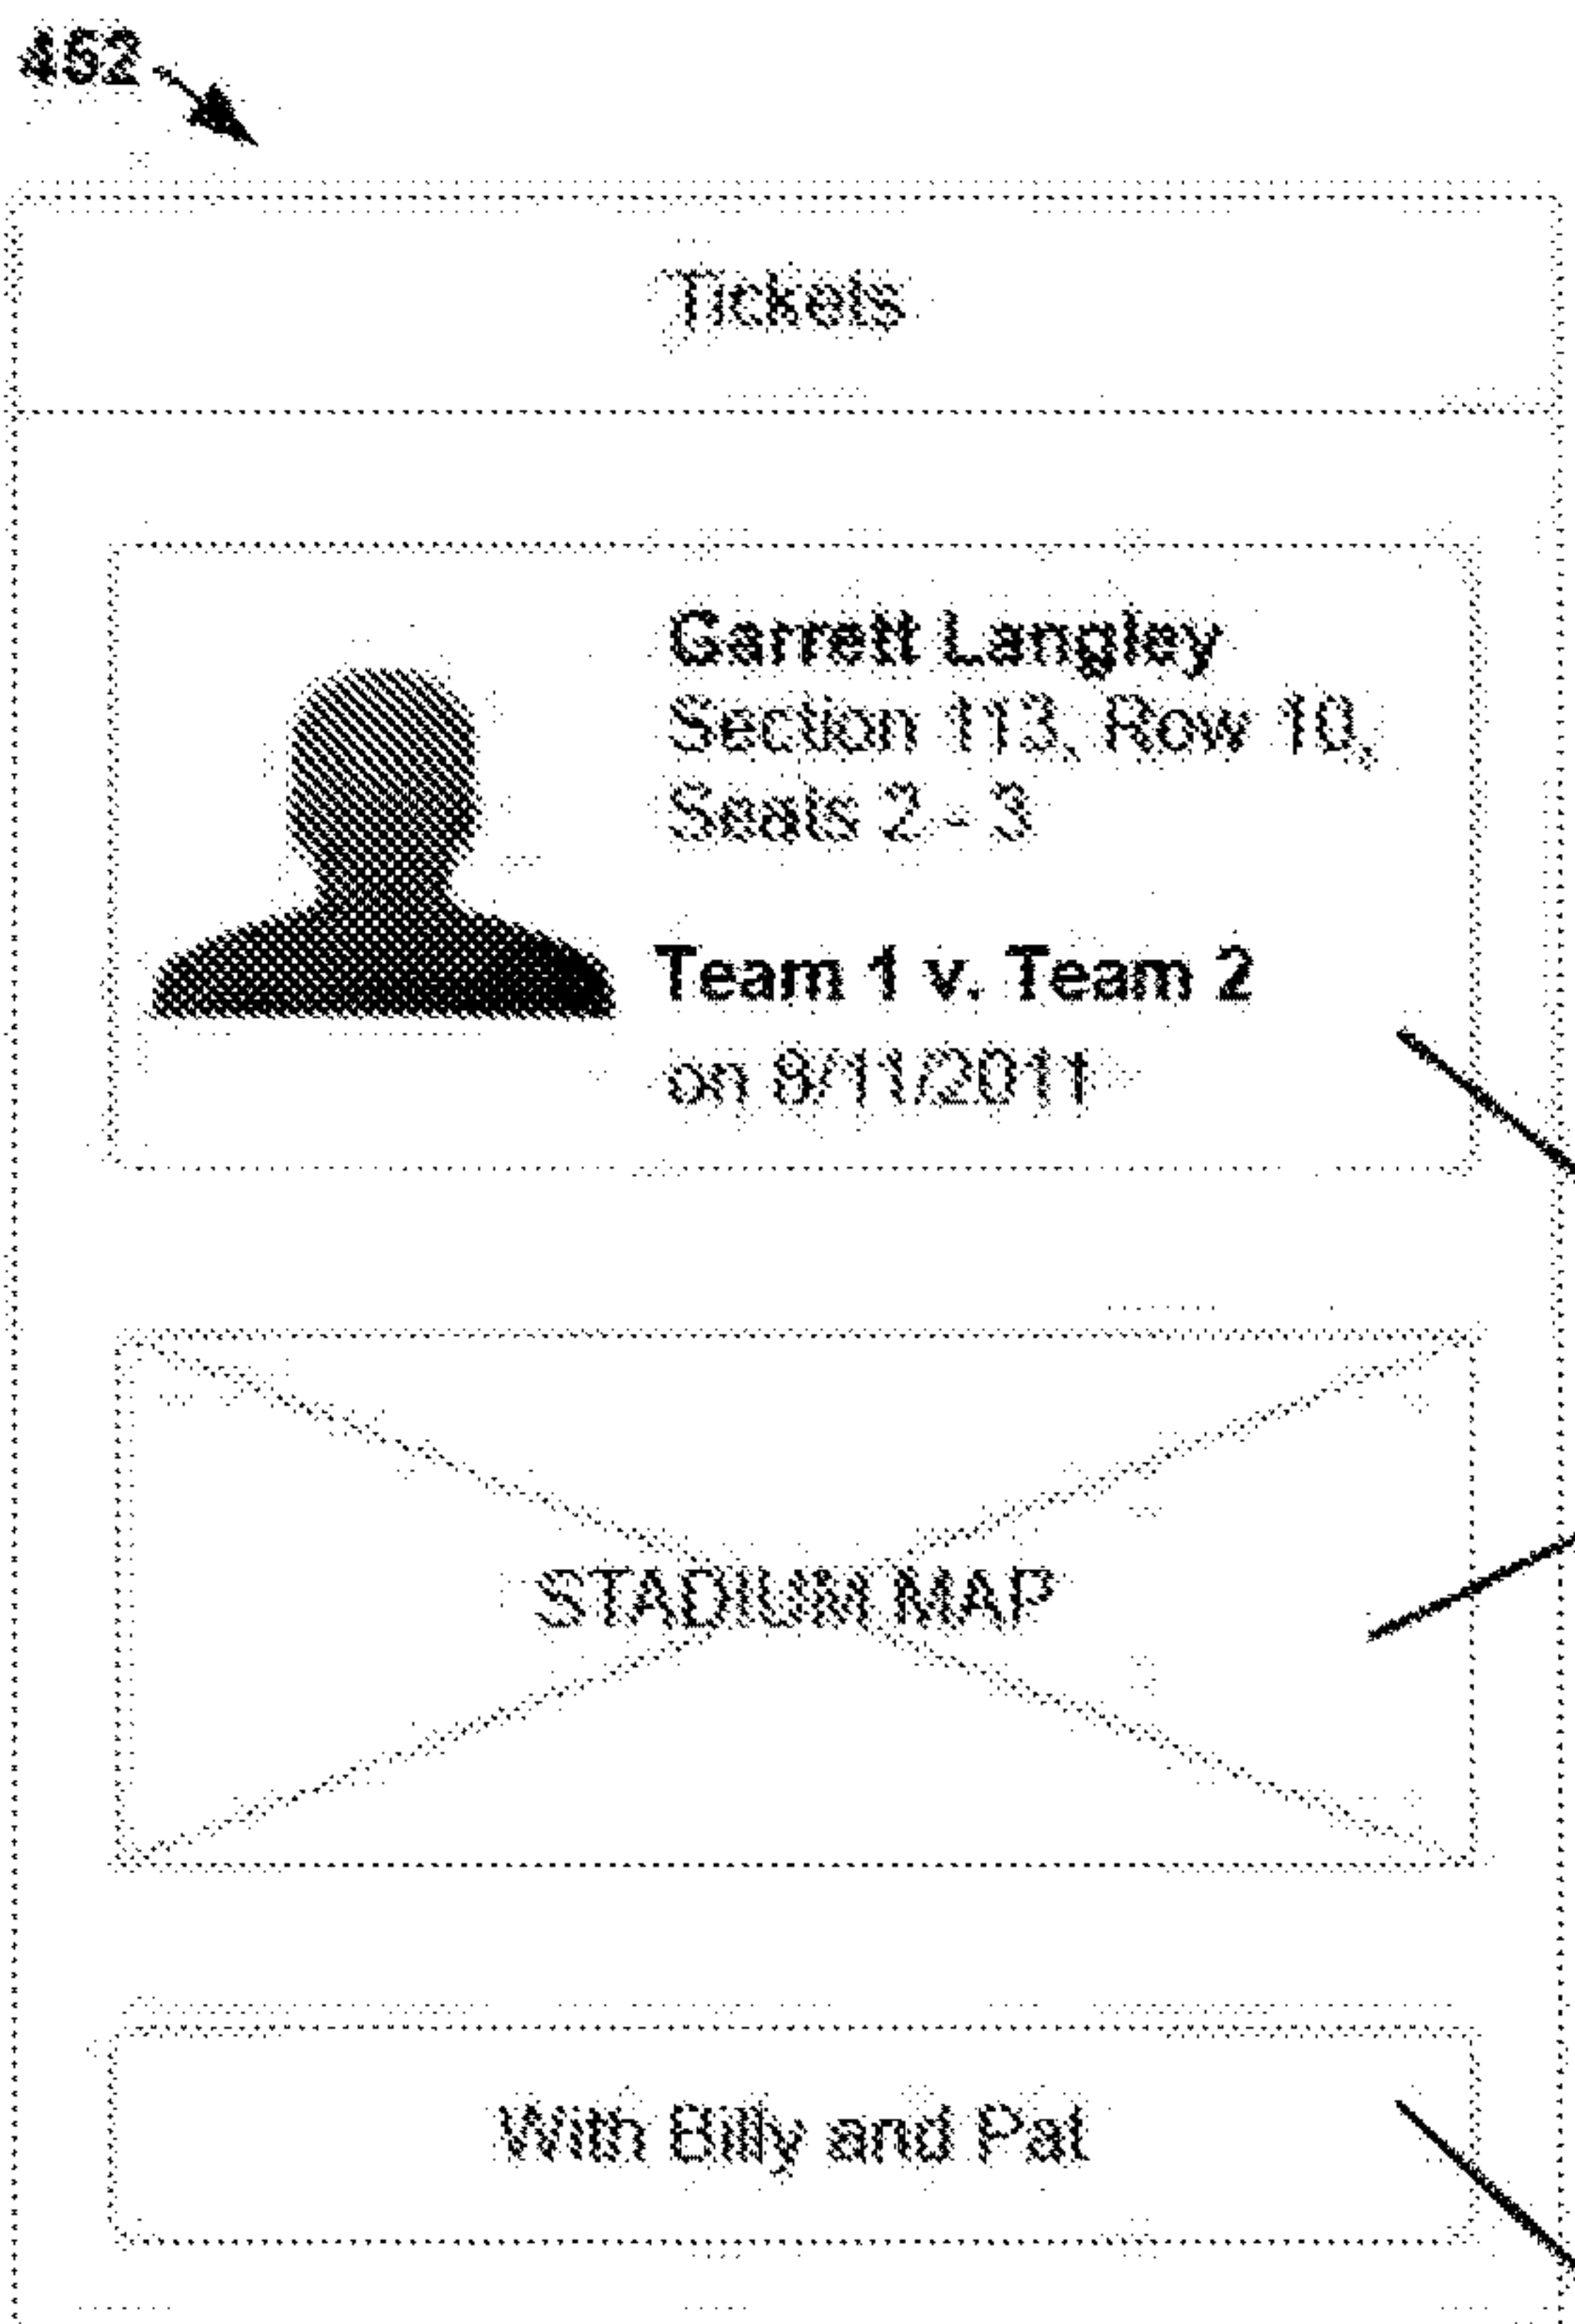 452
Tickets
Garrett Langley
Section 113, Row 10,
Seats 2 - 3
Team 1 v. Team 2
on 9/11/2011
STADIUM MAP
With Billy and Pat